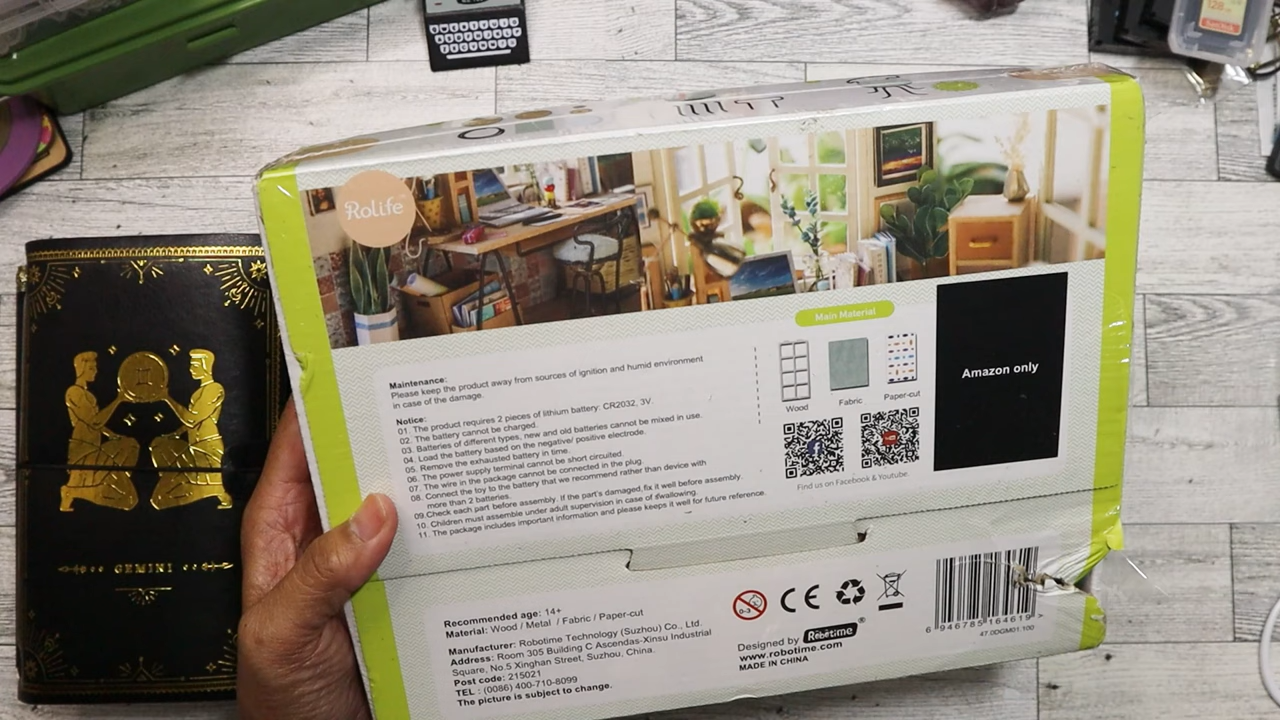 128
SanDisk
Rolife
Main Material
Wood
Fabric
Paper-cut
Amazon only
Find us on Facebook & Youtube.
Maintenance:
Please keep the product away from sources of ignition and humid environment
in case of the damage.
Notice:
01. The product requires 2 pieces of lithium battery: CR2032, 3V.
02. The battery cannot be charged.
03. Batteries of different types, new and old batteries cannot be mixed in use.
04. Load the battery based on the negative/ positive electrode.
05. Remove the exhausted battery in time.
06. The power supply terminal cannot be short circuited.
07. The wire in the package cannot be connected in the plug.
08. Connect the toy to the battery that we recommend rather than device with
more than 2 batteries.
09.Check each part before assembly. If the part's damaged,fix it well before assembly.
10. Children must assemble under adult supervision in case of swallowing.
11. The package includes important information and please keeps it well for future reference.
GEMINI
Recommended age: 14+
Material: Wood / Metal / Fabric / Paper-cut
Manufacturer: Robotime Technology (Suzhou) Co., Ltd.
Address: Room 305 Building C Ascendas-Xinsu Industrial
Square, No.5 Xinghan Street, Suzhou, China.
Post code: 215021
TEL : (0086) 400-710-8099
The picture is subject to change.
0-3
CE
Designed by Robotime®
www.robotime.com
MADE IN CHINA
6 946785 164619 >
47.0DGM01.100